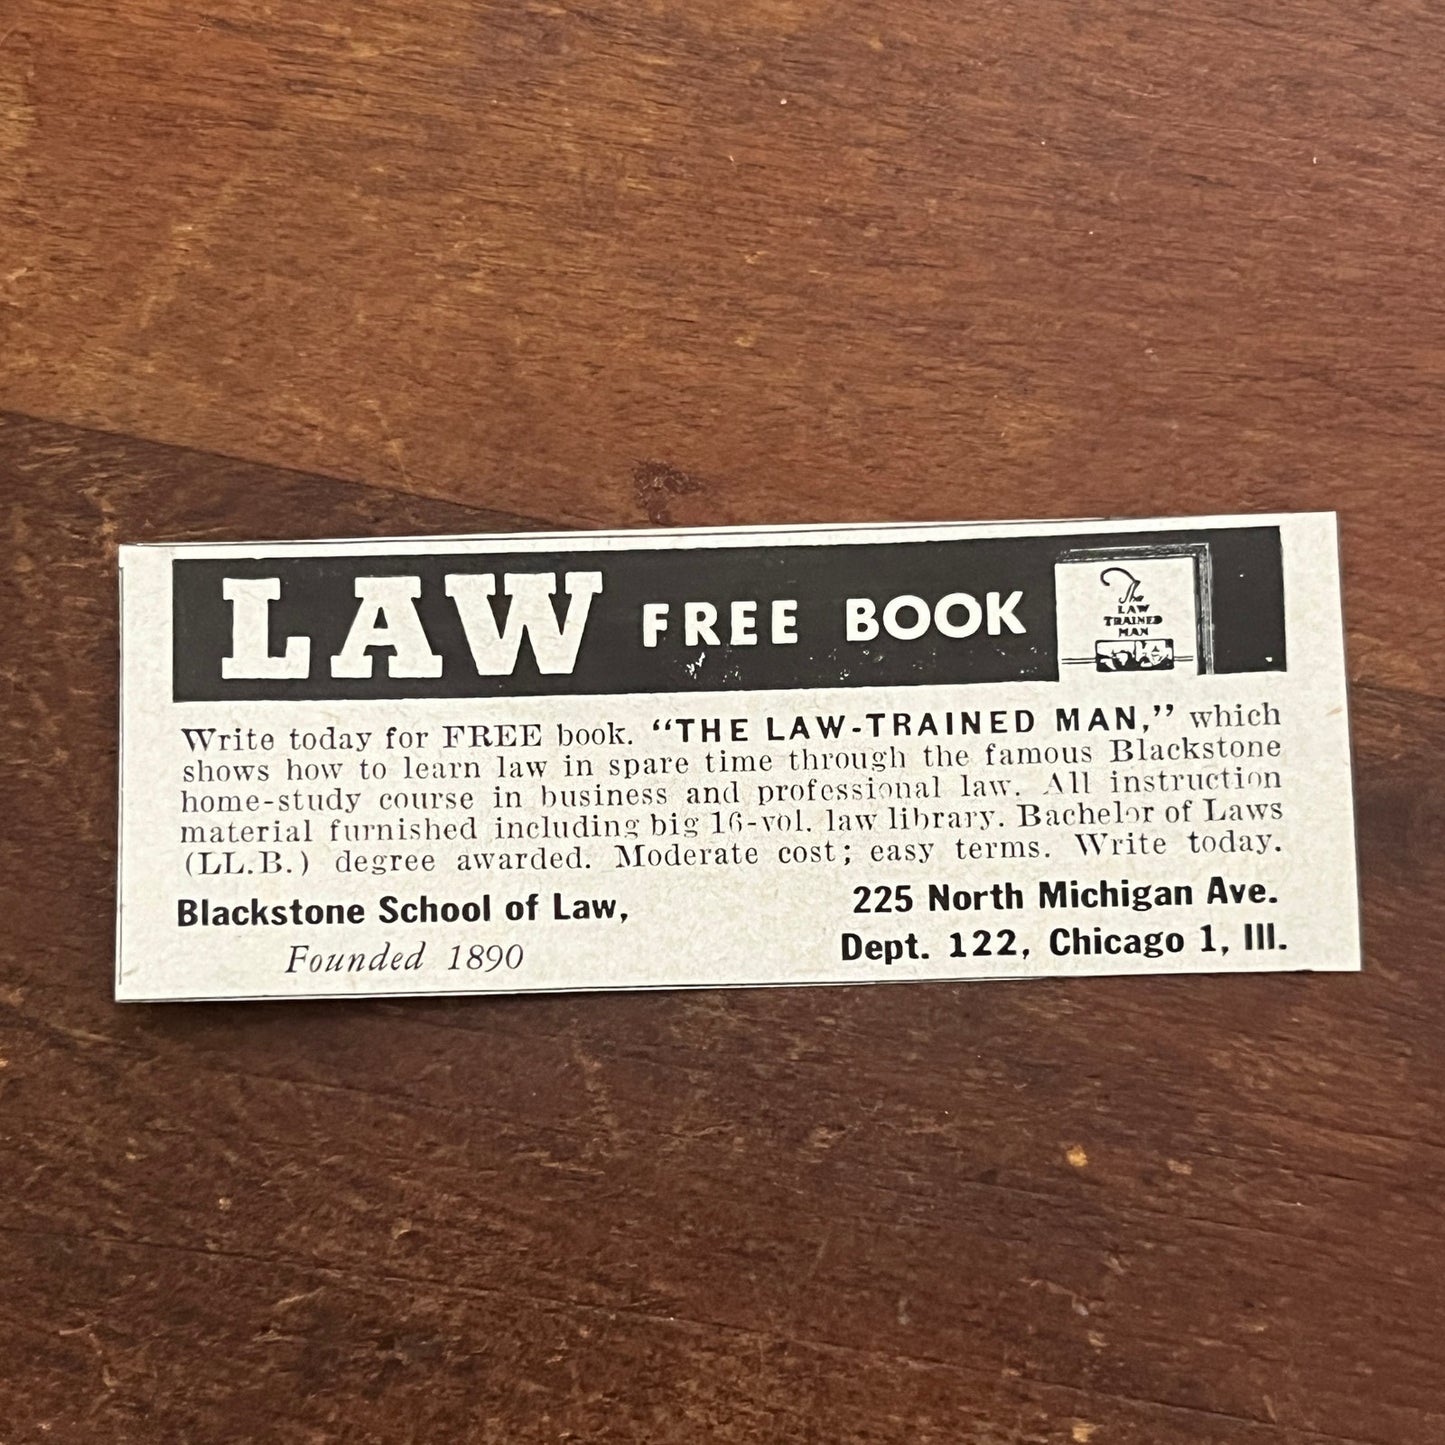 LAW FREE BOOK
The
LAW
TRAINED
MAN
Write today for FREE book. “THE LAW-TRAINED MAN,” which
shows how to learn law in spare time through the famous Blackstone
home-study course in business and professional law. All instruction
material furnished including big 16-vol. law library. Bachelor of Laws
(LL.B.) degree awarded. Moderate cost; easy terms. Write today.
Blackstone School of Law,
Founded 1890
225 North Michigan Ave.
Dept. 122, Chicago 1, Ill.